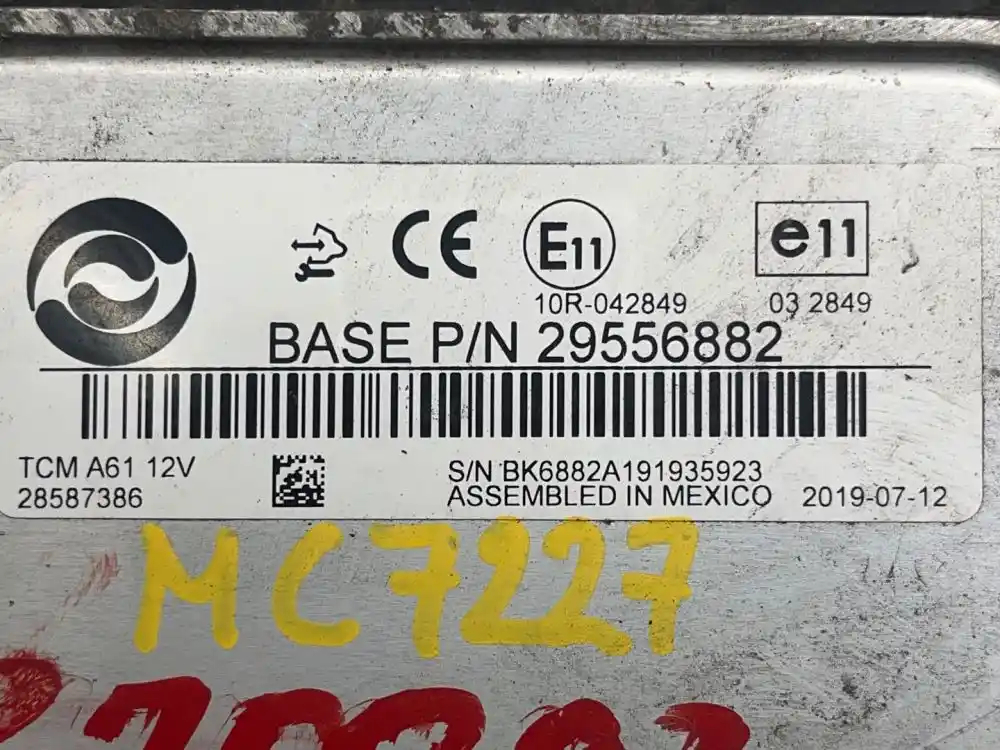 CE E11 e11
10R-042849 03 2849
BASE P/N 29556882
TCM A61 12V S/N BK6882A191935923
28587386 ASSEMBLED IN MEXICO 2019-07-12
MC7227